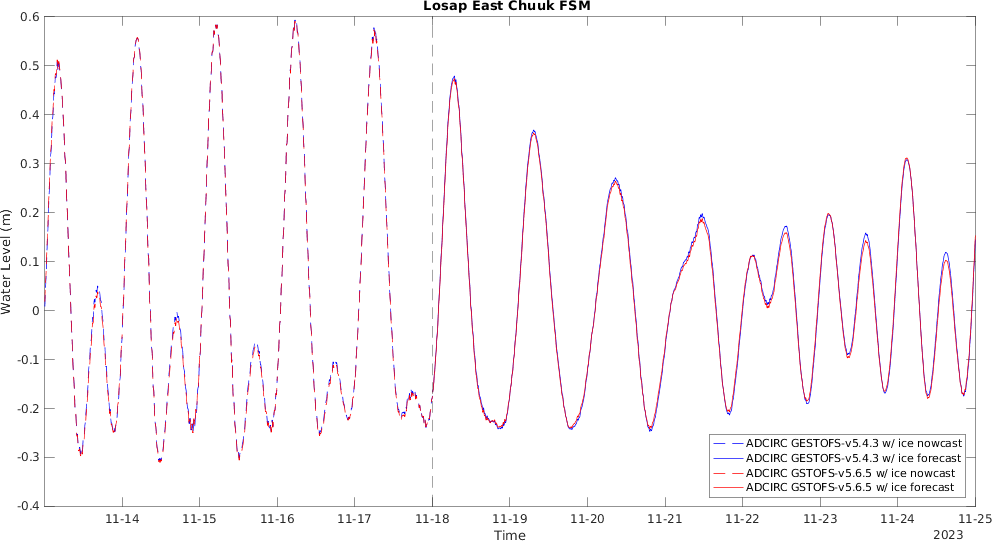 Losap East Chuuk FSM
0.6
0.5
0.4
0.3
0.2
0.1
0
-0.1
-0.2
-0.3
-0.4
Water Level (m)
ADCIRC GESTOFS-v5.4.3 w/ ice nowcast
ADCIRC GESTOFS-v5.4.3 w/ ice forecast
ADCIRC GSTOFS-v5.6.5 w/ ice nowcast
ADCIRC GSTOFS-v5.6.5 w/ ice forecast
11-14 11-15 11-16 11-17 11-18 11-19 11-20 11-21 11-22 11-23 11-24 11-25
Time
2023